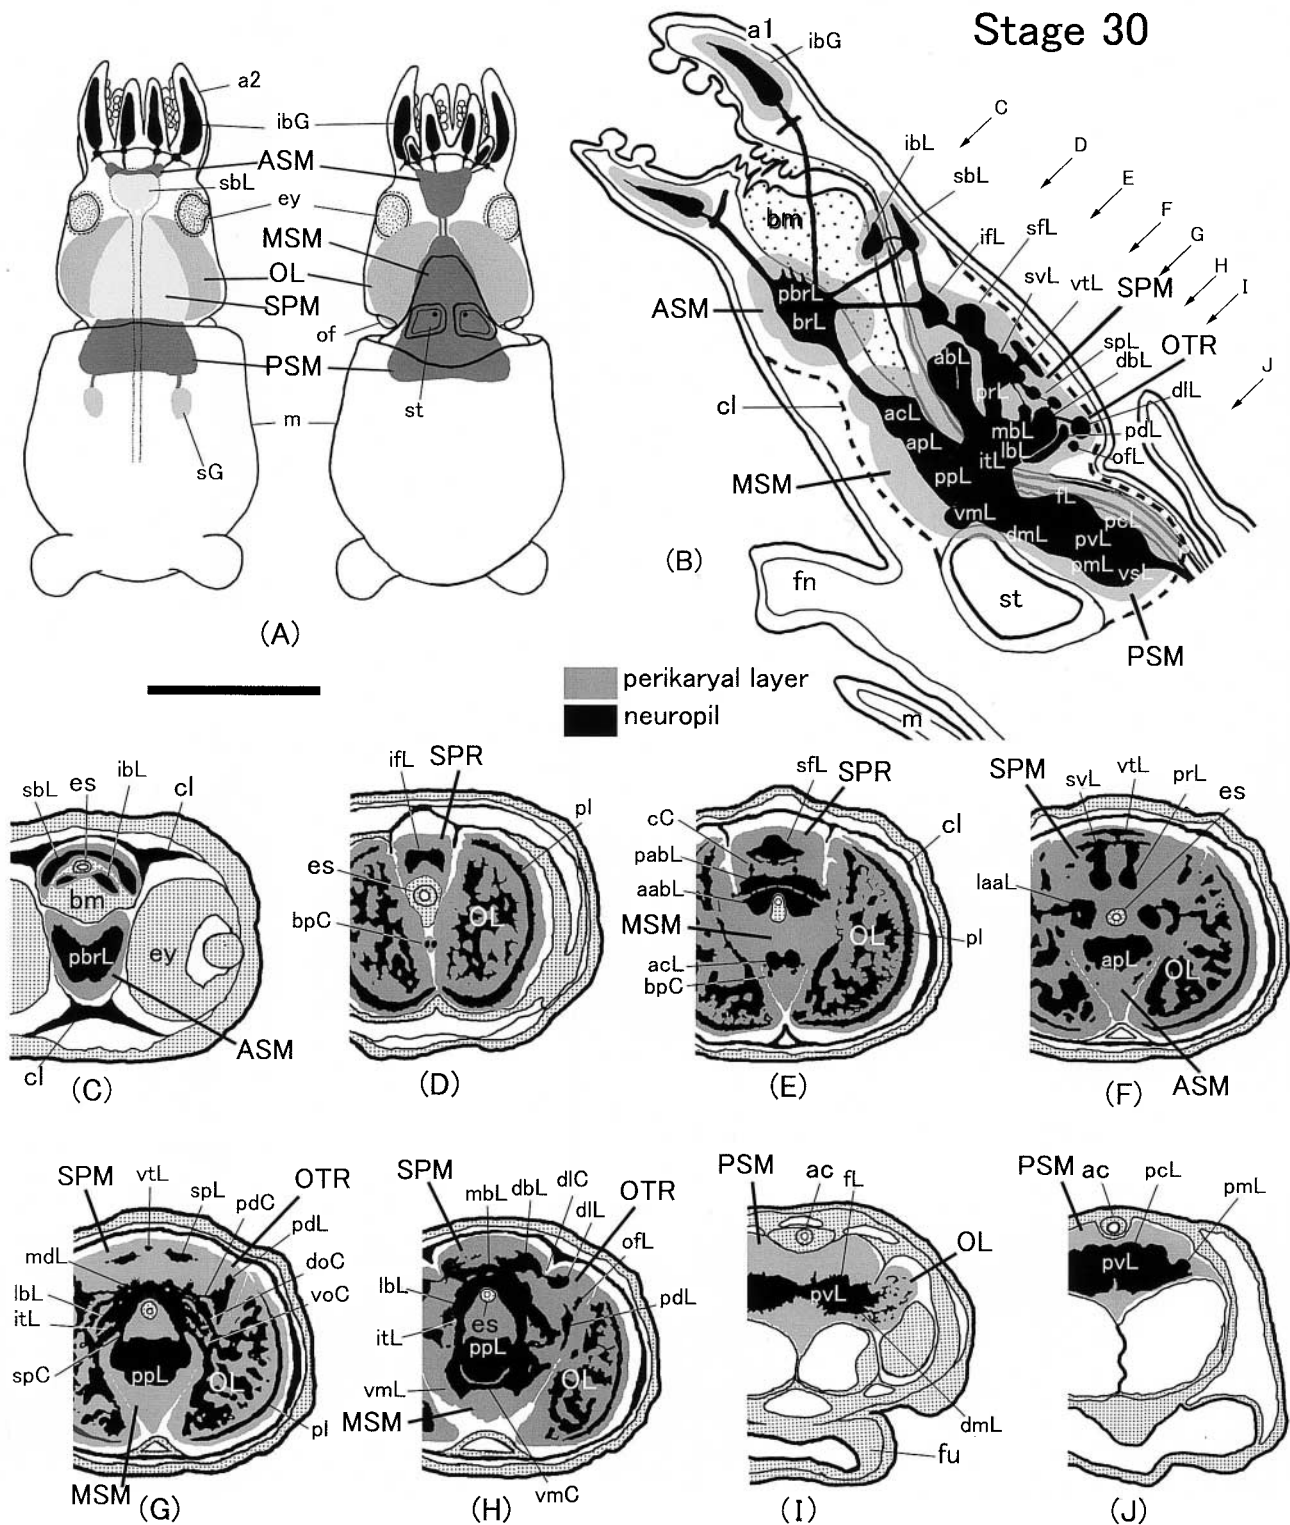 Stage 30
a2
ibG
ASM
sbL
ey
MSM
OL
SPM
of
PSM
st
m
sG
(A)
a1
ibG
C
ibL
D
sbL
E
bm
F
sfL
ifL
G
svL
vtL
SPM
H
I
pbrL
ASM
brL
spL
OTR
abL
dbL
J
prL
dlL
cl
acL
mbL
pdL
apL
lbL
ofL
itL
MSM
ppL
fL
vmL
pcL
dmL
pvL
(B)
pmL
vsL
fn
st
PSM
perikaryal layer
neuropil
m
sbL
es
ibL
cl
bm
pbrL
ey
ASM
cl
(C)
ifL
SPR
pl
es
OL
bpC
(D)
sfL
SPR
cC
cl
pabL
aabL
MSM
OL
pl
acL
bpC
(E)
SPM
svL
vtL
prL
es
laaL
apL
OL
ASM
(F)
SPM
vtL
spL
OTR
pdC
pdL
mdL
doC
lbL
voC
itL
spC
ppL
OL
pl
MSM
(G)
SPM
mbL
dbL
dlC
dlL
OTR
ofL
lbL
pdL
es
itL
ppL
OL
vmL
MSM
vmC
(H)
PSM
ac
fL
OL
pvL
dmL
fu
(I)
PSM
ac
pcL
pmL
pvL
(J)